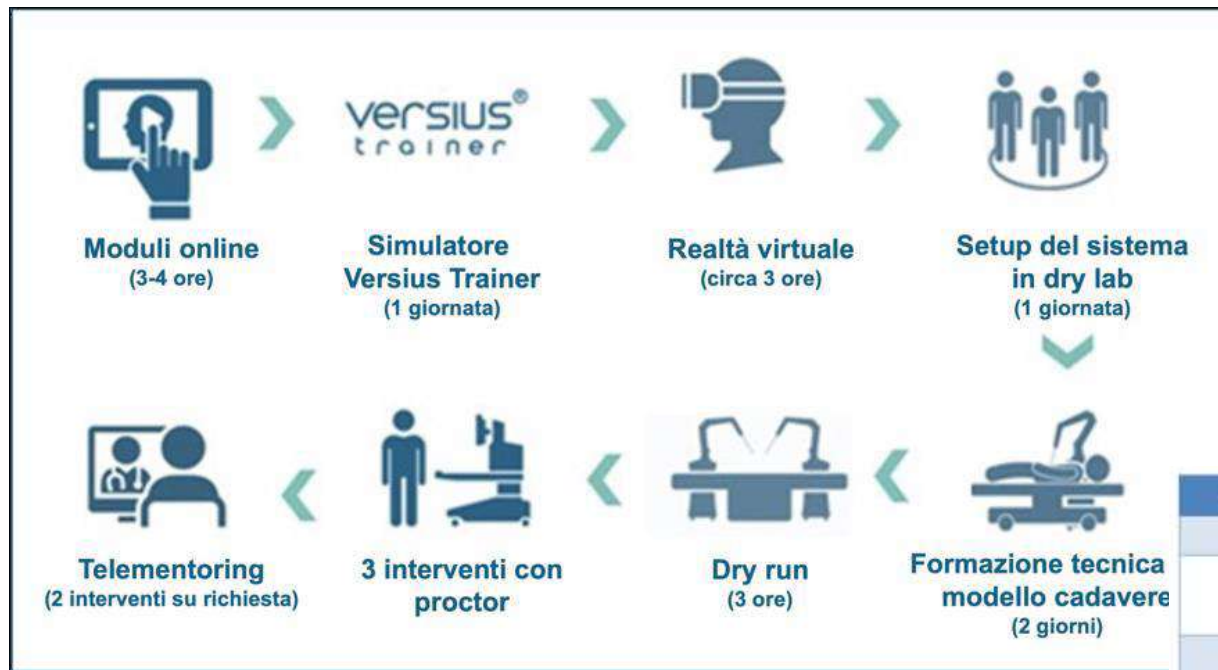 versius®
trainer
Moduli online
(3-4 ore)
Simulatore
Versius Trainer
(1 giornata)
Realtà virtuale
(circa 3 ore)
Setup del sistema
in dry lab
(1 giornata)
Formazione tecnica
modello cadavere
(2 giorni)
Dry run
(3 ore)
3 interventi con
proctor
Telementoring
(2 interventi su richiesta)